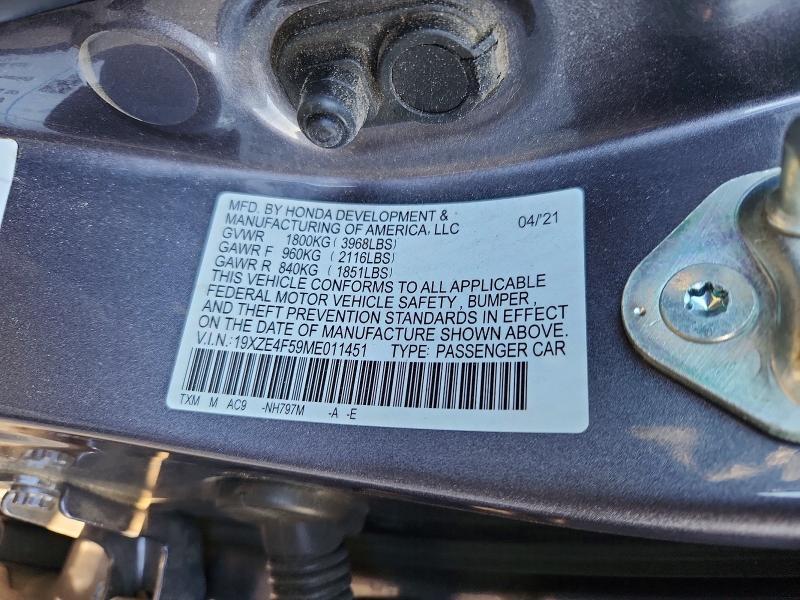 MFD. BY HONDA DEVELOPMENT &
MANUFACTURING OF AMERICA, LLC 04/'21
GVWR 1800KG ( 3968LBS)
GAWR F 960KG ( 2116LBS)
GAWR R 840KG ( 1851LBS)
THIS VEHICLE CONFORMS TO ALL APPLICABLE
FEDERAL MOTOR VEHICLE SAFETY, BUMPER,
AND THEFT PREVENTION STANDARDS IN EFFECT
ON THE DATE OF MANUFACTURE SHOWN ABOVE.
V.I.N.: 19XZE4F59ME011451 TYPE: PASSENGER CAR
TXM M AC9 -NH797M -A -E